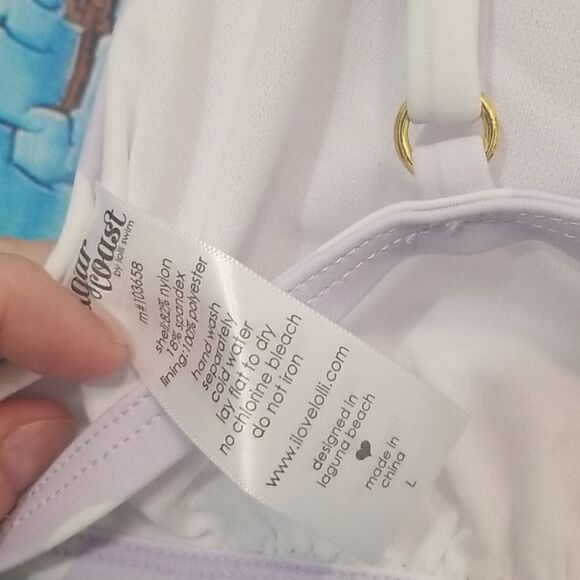 coast
by lolli swim
m#103658
shell:82% nylon
18% spandex
lining:100% polyester
hand wash
separately
cold water
lay flat to dry
no chlorine bleach
do not iron
www.ilovelolli.com
designed in
laguna beach
made in
china
L